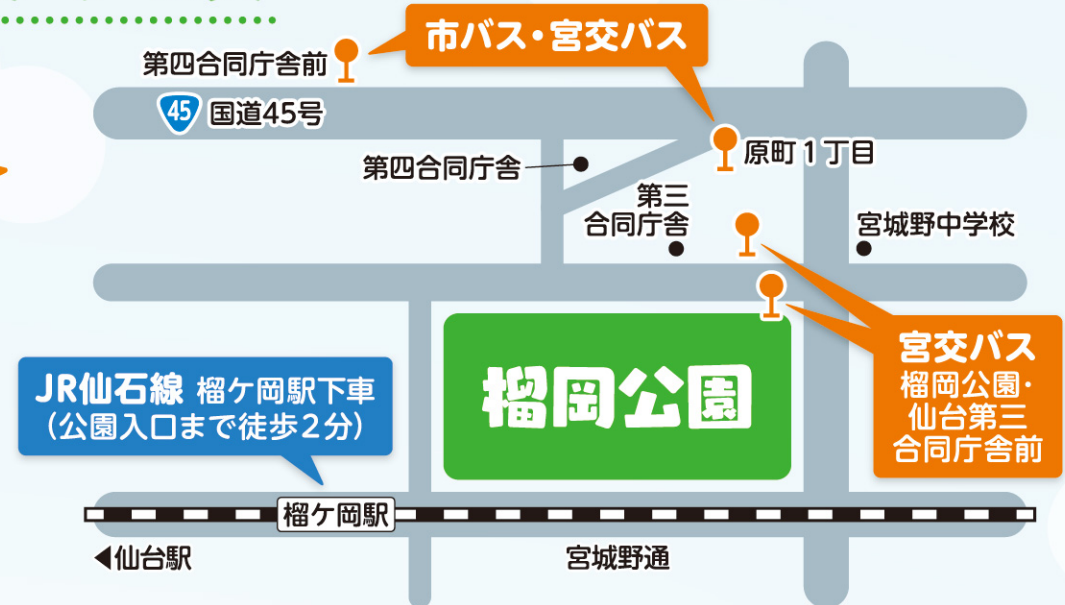 市バス・宮交バス
第四合同庁舎前
45
国道45号
原町1丁目
第四合同庁舎
第三
合同庁舎
宮城野中学校
宮交バス
榴岡公園・
仙台第三
合同庁舎前
JR仙石線 榴ケ岡駅下車
(公園入口まで徒歩2分)
榴岡公園
榴ケ岡駅
◀仙台駅
宮城野通